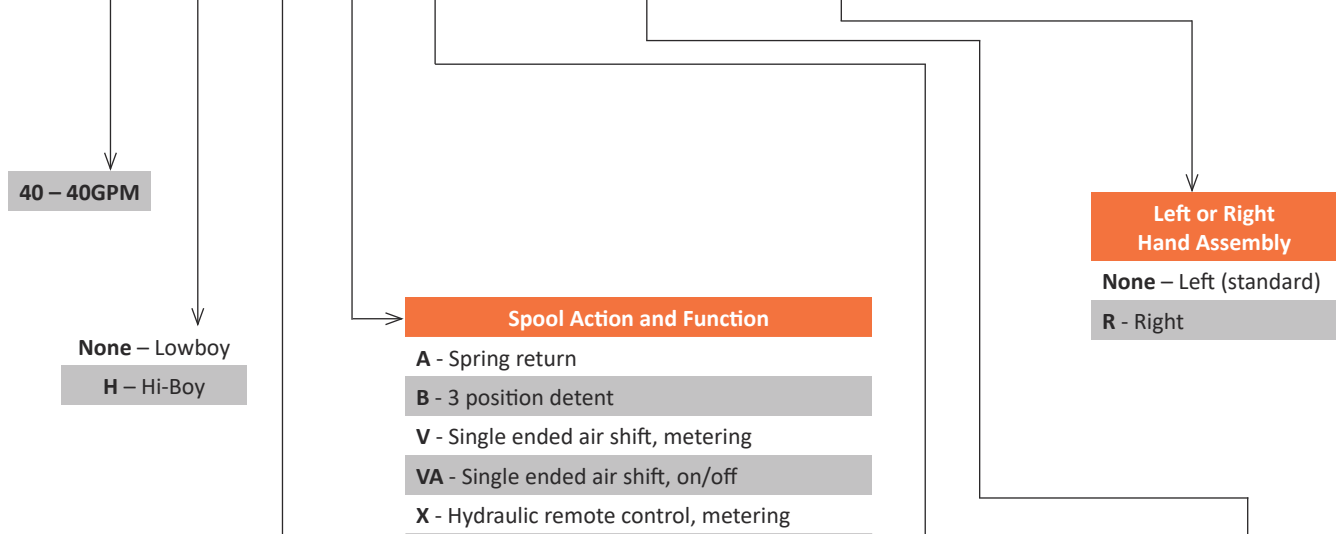 40 – 40GPM
None – Lowboy
H – Hi-Boy
Spool Action and Function
A - Spring return
B - 3 position detent
V - Single ended air shift, metering
VA - Single ended air shift, on/off
X - Hydraulic remote control, metering
Left or Right
Hand Assembly
None – Left (standard)
R - Right